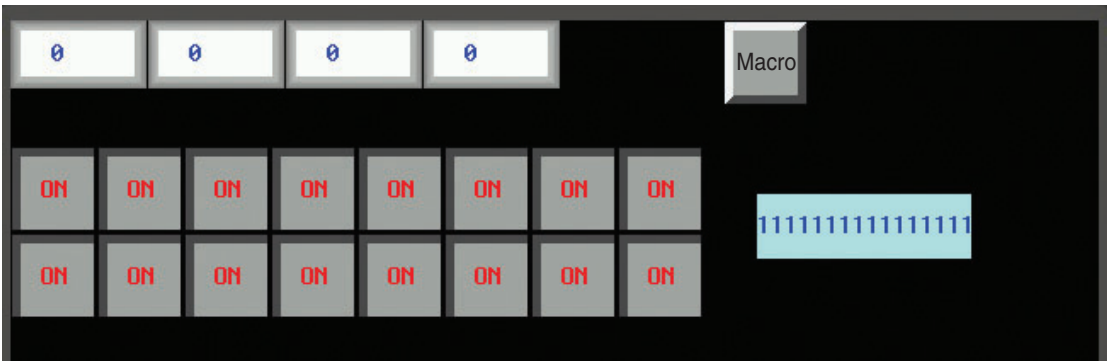 0 0 0 0 Macro
ON ON ON ON ON ON ON ON
1111111111111111
ON ON ON ON ON ON ON ON